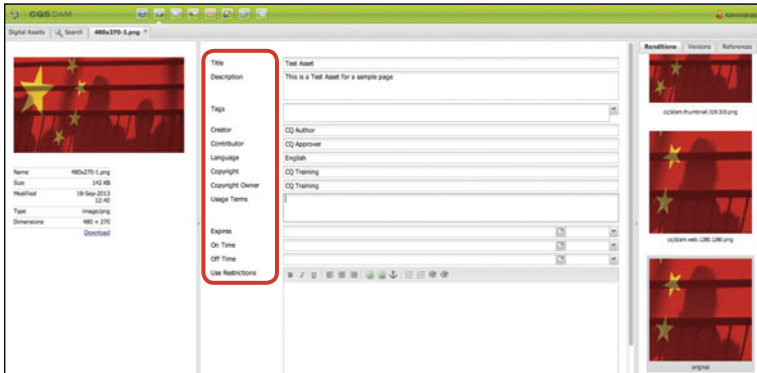 CQ5 DAM
Administrator
Digital Assets
Search
480x270-1.png
Title
Test Asset
Description
This is a Test Asset for a sample page
Tags
Creator
CQ Author
Contributor
CQ Approver
Language
English
Copyright
CQ Training
Copyright Owner
CQ Training
Usage Terms
Expires
On Time
Off Time
Use Restrictions
B I U
Name 480x270-1.png
Size 142 KB
Modified 18-Sep-2013
12:40
Type image/png
Dimensions 480 × 270
Download
Renditions Versions References
cq5dam.thumbnail.319.319.png
cq5dam.web.1280.1280.png
original